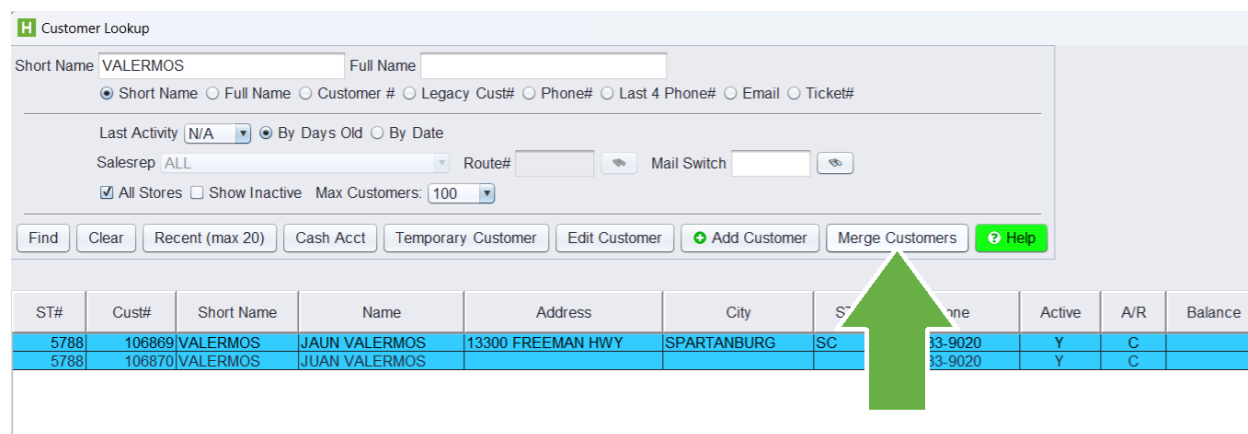 H Customer Lookup
Short Name VALERMOS Full Name
Short Name Full Name Customer # Legacy Cust# Phone# Last 4 Phone# Email Ticket#
Last Activity N/A By Days Old By Date
Salesrep ALL Route# Mail Switch
All Stores Show Inactive Max Customers: 100
Find Clear Recent (max 20) Cash Acct Temporary Customer Edit Customer Add Customer Merge Customers ? Help
ST# Cust# Short Name Name Address City Active A/R Balance
5788 106869 VALERMOS JAUN VALERMOS 13300 FREEMAN HWY SPARTANBURG SC 33-9020 Y C
5788 106870 VALERMOS JUAN VALERMOS 33-9020 Y C